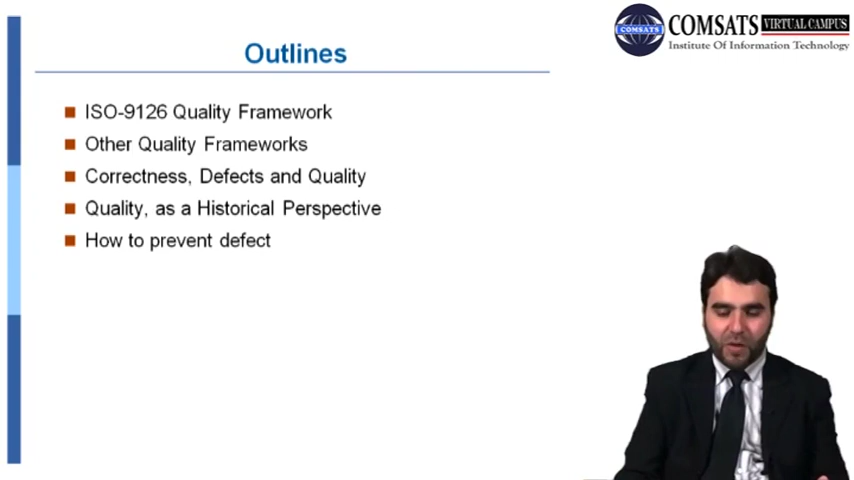 COMSATS VIRTUAL CAMPUS
COMSATS
Institute Of Information Technology
Outlines
ISO-9126 Quality Framework
Other Quality Frameworks
Correctness, Defects and Quality
Quality, as a Historical Perspective
How to prevent defect